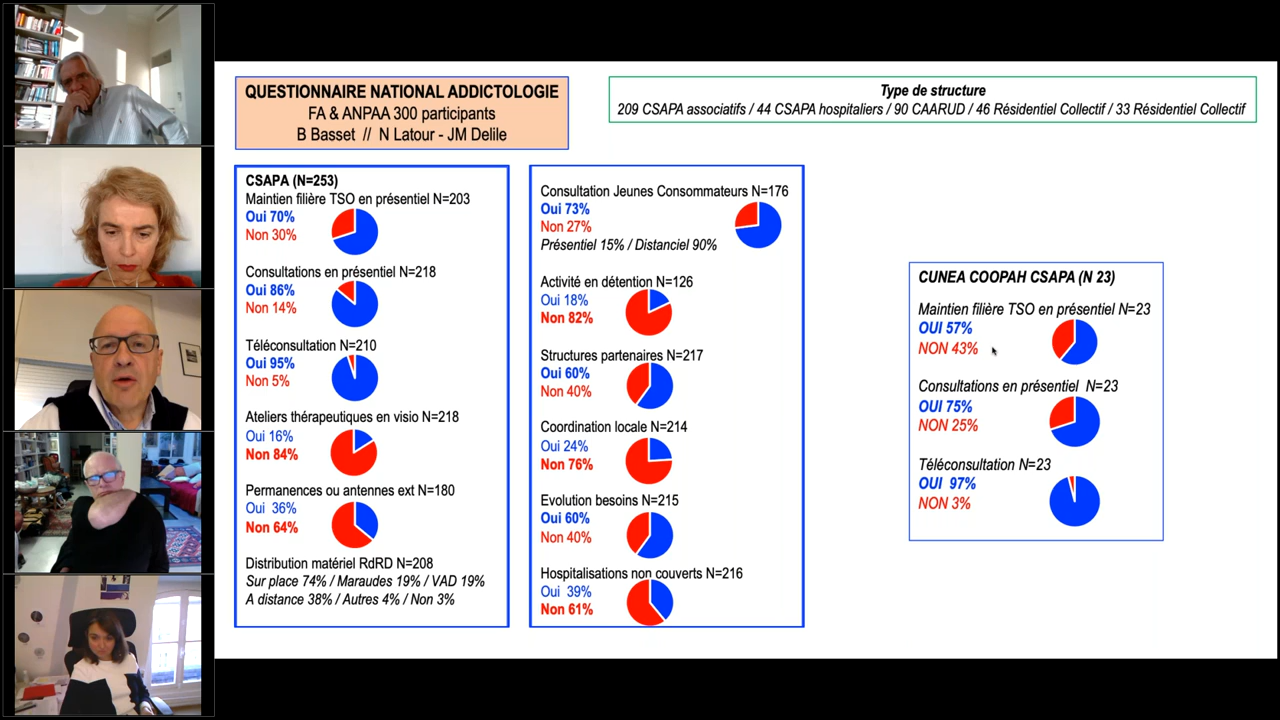 QUESTIONNAIRE NATIONAL ADDICTOLOGIE
FA & ANPAA 300 participants
B Basset // N Latour - JM Delile
Type de structure
209 CSAPA associatifs / 44 CSAPA hospitaliers / 90 CAARUD / 46 Résidentiel Collectif / 33 Résidentiel Collectif
CSAPA (N=253)
Maintien filière TSO en présentiel N=203
Oui 70%
Non 30%
Consultations en présentiel N=218
Oui 86%
Non 14%
Téléconsultation N=210
Oui 95%
Non 5%
Ateliers thérapeutiques en visio N=218
Oui 16%
Non 84%
Permanences ou antennes ext N=180
Oui 36%
Non 64%
Distribution matériel RdRD N=208
Sur place 74% / Maraudes 19% / VAD 19%
A distance 38% / Autres 4% / Non 3%
Consultation Jeunes Consommateurs N=176
Oui 73%
Non 27%
Présentiel 15% / Distanciel 90%
Activité en détention N=126
Oui 18%
Non 82%
Structures partenaires N=217
Oui 60%
Non 40%
Coordination locale N=214
Oui 24%
Non 76%
Evolution besoins N=215
Oui 60%
Non 40%
Hospitalisations non couverts N=216
Oui 39%
Non 61%
CUNEA COOPAH CSAPA (N 23)
Maintien filière TSO en présentiel N=23
OUI 57%
NON 43%
Consultations en présentiel N=23
OUI 75%
NON 25%
Téléconsultation N=23
OUI 97%
NON 3%